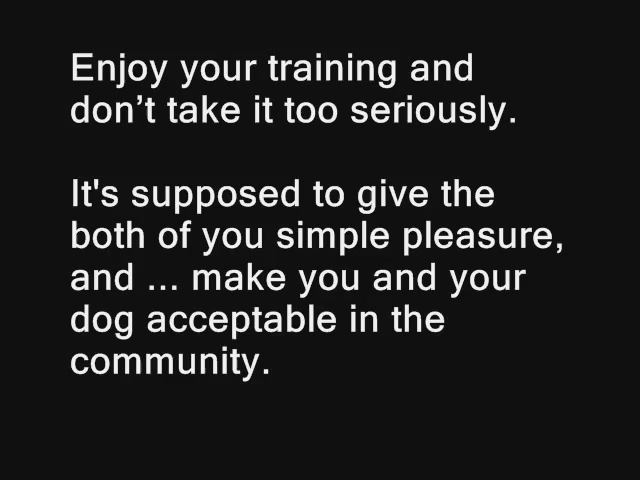 Enjoy your training and
don’t take it too seriously.
It's supposed to give the
both of you simple pleasure,
and ... make you and your
dog acceptable in the
community.